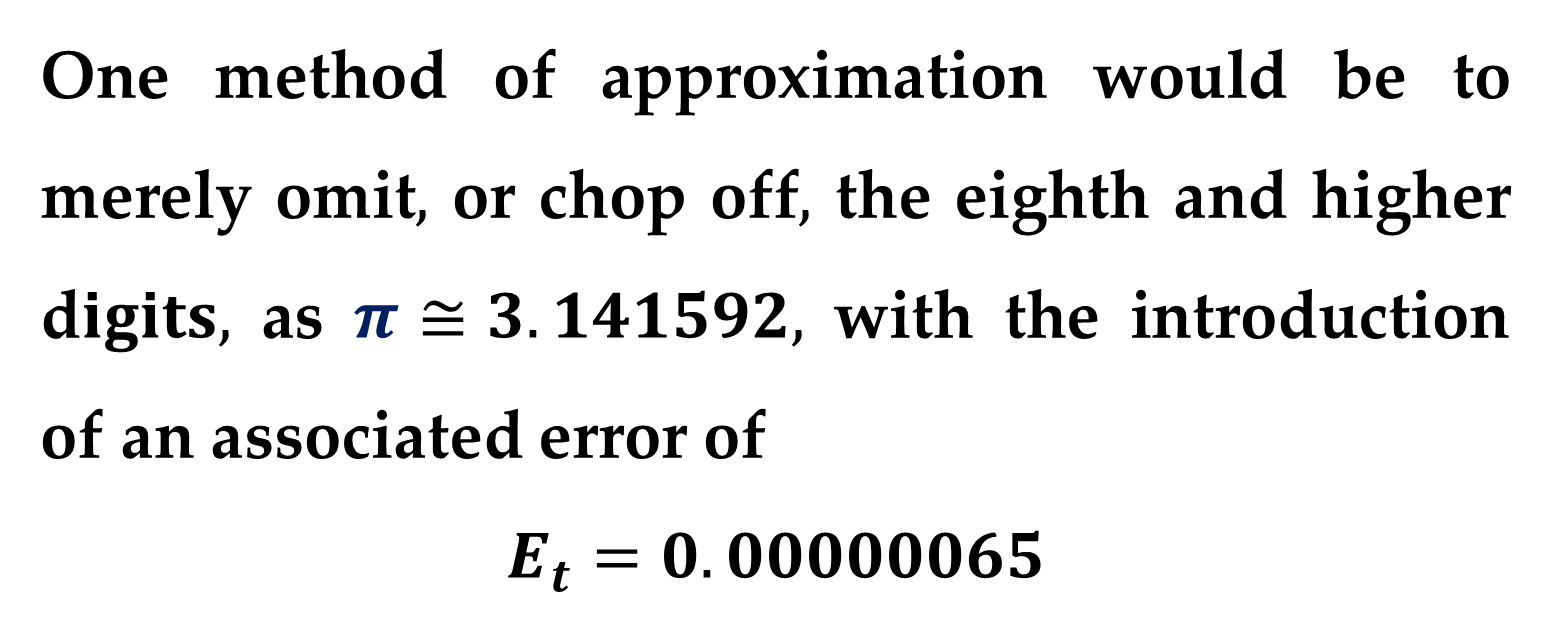 One method of approximation would be to
merely omit, or chop off, the eighth and higher
digits, as π ≅ 3.141592, with the introduction
of an associated error of
Eₜ = 0.00000065